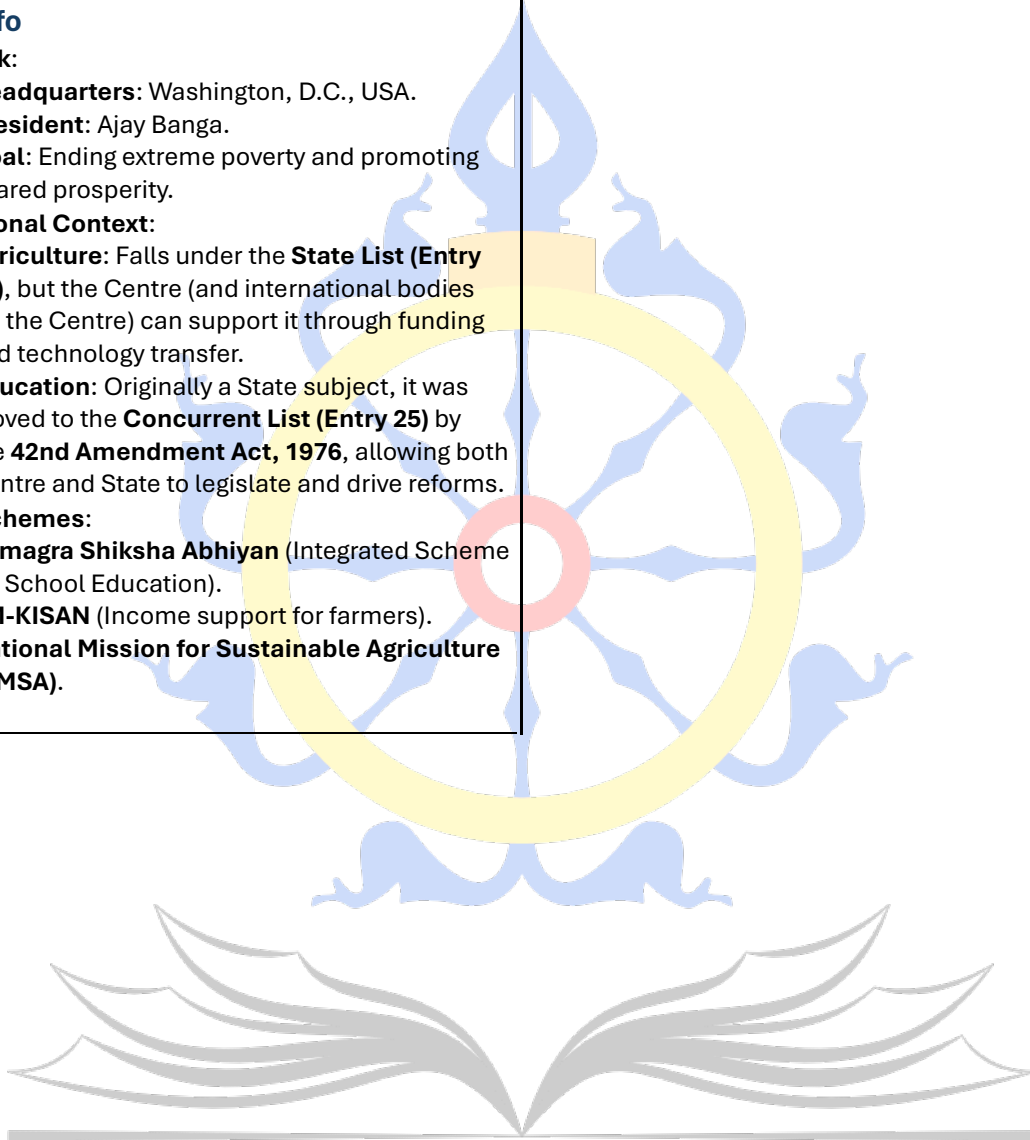 fo
k:
eadquarters: Washington, D.C., USA.
esident: Ajay Banga.
oal: Ending extreme poverty and promoting
ared prosperity.
onal Context:
riculture: Falls under the State List (Entry
), but the Centre (and international bodies
the Centre) can support it through funding
d technology transfer.
ucation: Originally a State subject, it was
oved to the Concurrent List (Entry 25) by
e 42nd Amendment Act, 1976, allowing both
entre and State to legislate and drive reforms.
chemes:
magra Shiksha Abhiyan (Integrated Scheme
School Education).
I-KISAN (Income support for farmers).
ational Mission for Sustainable Agriculture
MSA).